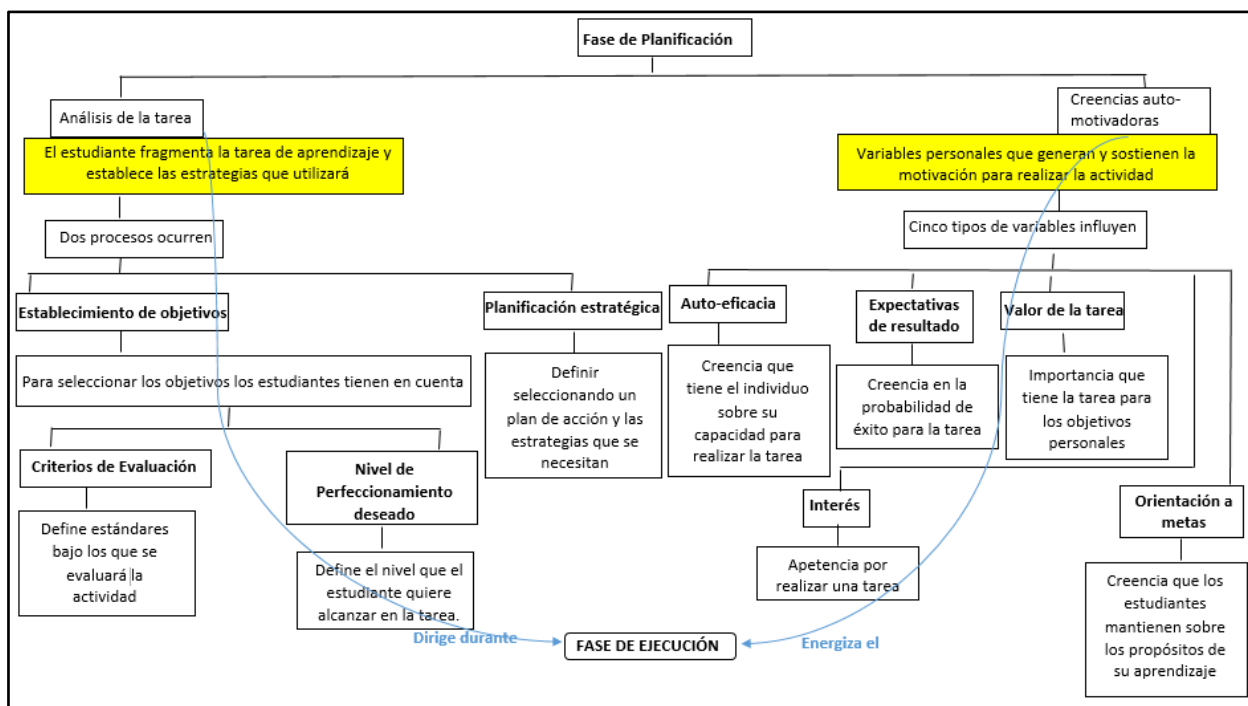 Fase de Planificación
Análisis de la tarea
El estudiante fragmenta la tarea de aprendizaje y
establece las estrategias que utilizará
Dos procesos ocurren
Establecimiento de objetivos
Para seleccionar los objetivos los estudiantes tienen en cuenta
Criterios de Evaluación
Define estándares
bajo los que se
evaluará la
actividad
Nivel de
Perfeccionamiento
deseado
Define el nivel que el
estudiante quiere
alcanzar en la tarea.
Planificación estratégica
Definir
seleccionando un
plan de acción y las
estrategias que se
necesitan
Creencias auto-
motivadoras
Variables personales que generan y sostienen la
motivación para realizar la actividad
Cinco tipos de variables influyen
Auto-eficacia
Creencia que
tiene el individuo
sobre su
capacidad para
realizar la tarea
Expectativas
de resultado
Creencia en la
probabilidad de
éxito para la tarea
Valor de la tarea
Importancia que
tiene la tarea para
los objetivos
personales
Interés
Apetencia por
realizar una tarea
Orientación a
metas
Creencia que los
estudiantes
mantienen sobre
los propósitos de
su aprendizaje
Dirige durante
FASE DE EJECUCIÓN
Energiza el